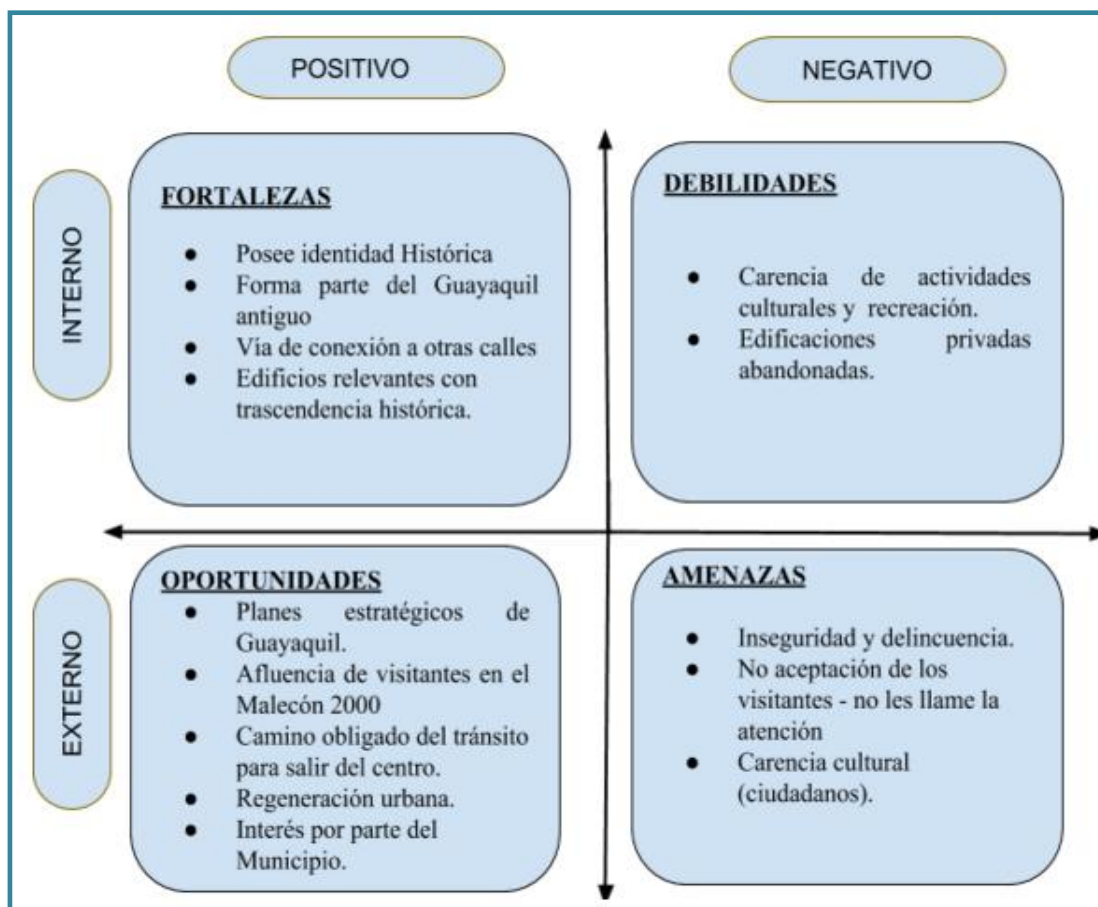 POSITIVO
NEGATIVO
INTERNO
FORTALEZAS
● Posee identidad Histórica
● Forma parte del Guayaquil
antiguo
● Vía de conexión a otras calles
● Edificios relevantes con
trascendencia histórica.
DEBILIDADES
● Carencia de actividades
culturales y recreación.
● Edificaciones privadas
abandonadas.
EXTERNO
OPORTUNIDADES
● Planes estratégicos de
Guayaquil.
● Afluencia de visitantes en el
Malecón 2000
● Camino obligado del tránsito
para salir del centro.
● Regeneración urbana.
● Interés por parte del
Municipio.
AMENAZAS
● Inseguridad y delincuencia.
● No aceptación de los
visitantes - no les llame la
atención
● Carencia cultural
(ciudadanos).